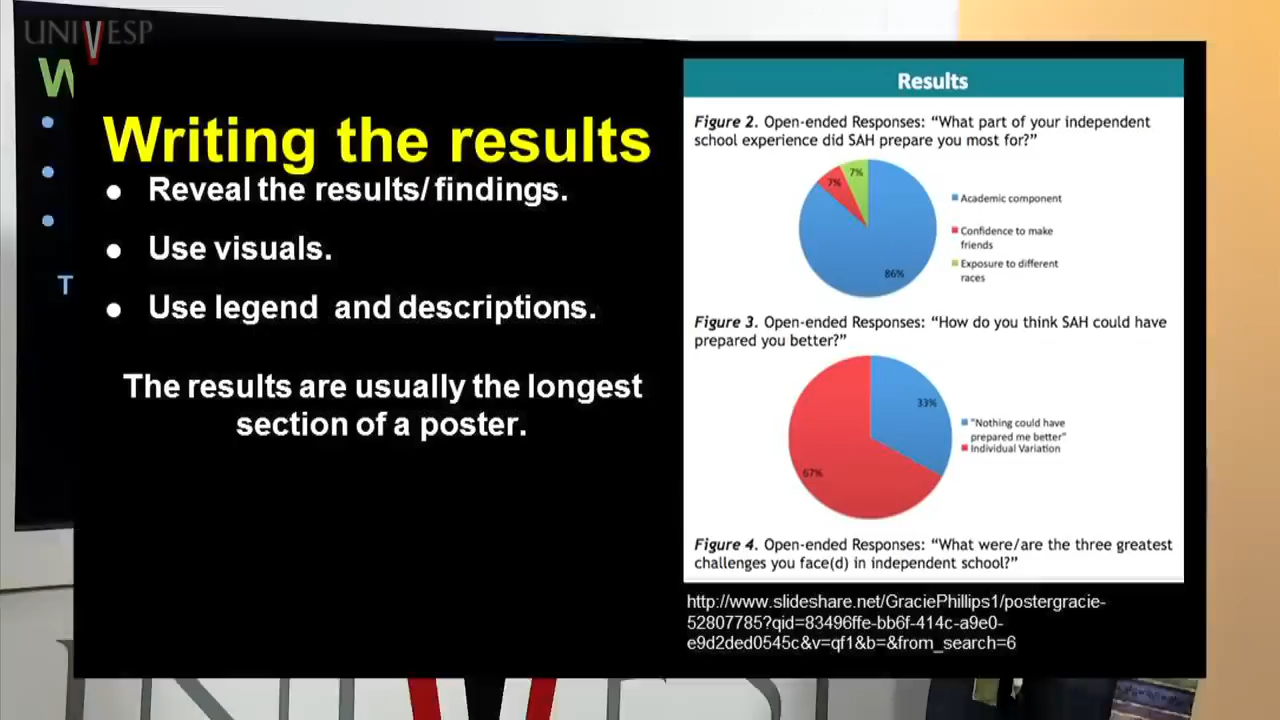 UNIVESP
W
T
Writing the results
● Reveal the results/ findings.
● Use visuals.
● Use legend and descriptions.
The results are usually the longest
section of a poster.
Results
Figure 2. Open-ended Responses: “What part of your independent
school experience did SAH prepare you most for?”
7%
7%
86%
Academic component
Confidence to make
friends
Exposure to different
races
Figure 3. Open-ended Responses: “How do you think SAH could have
prepared you better?”
33%
67%
"Nothing could have
prepared me better"
Individual Variation
Figure 4. Open-ended Responses: “What were/are the three greatest
challenges you face(d) in independent school?”
http://www.slideshare.net/GraciePhillips1/postergracie-
52807785?qid=83496ffe-bb6f-414c-a9e0-
e9d2ded0545c&v=qf1&b=&from_search=6